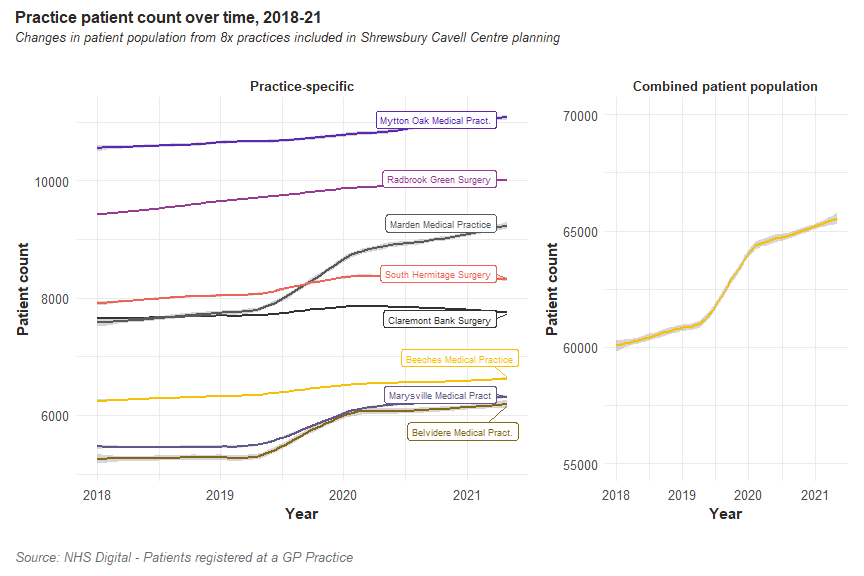 Practice patient count over time, 2018-21
Changes in patient population from 8x practices included in Shrewsbury Cavell Centre planning
Practice-specific
Patient count
10000
8000
6000
Mytton Oak Medical Pract.
Radbrook Green Surgery
Marden Medical Practice
South Hermitage Surgery
Claremont Bank Surgery
Beeches Medical Practice
Marysville Medical Pract
Belvidere Medical Pract.
2018 2019 2020 2021
Year
Combined patient population
Patient count
70000
65000
60000
55000
2018 2019 2020 2021
Year
Source: NHS Digital - Patients registered at a GP Practice